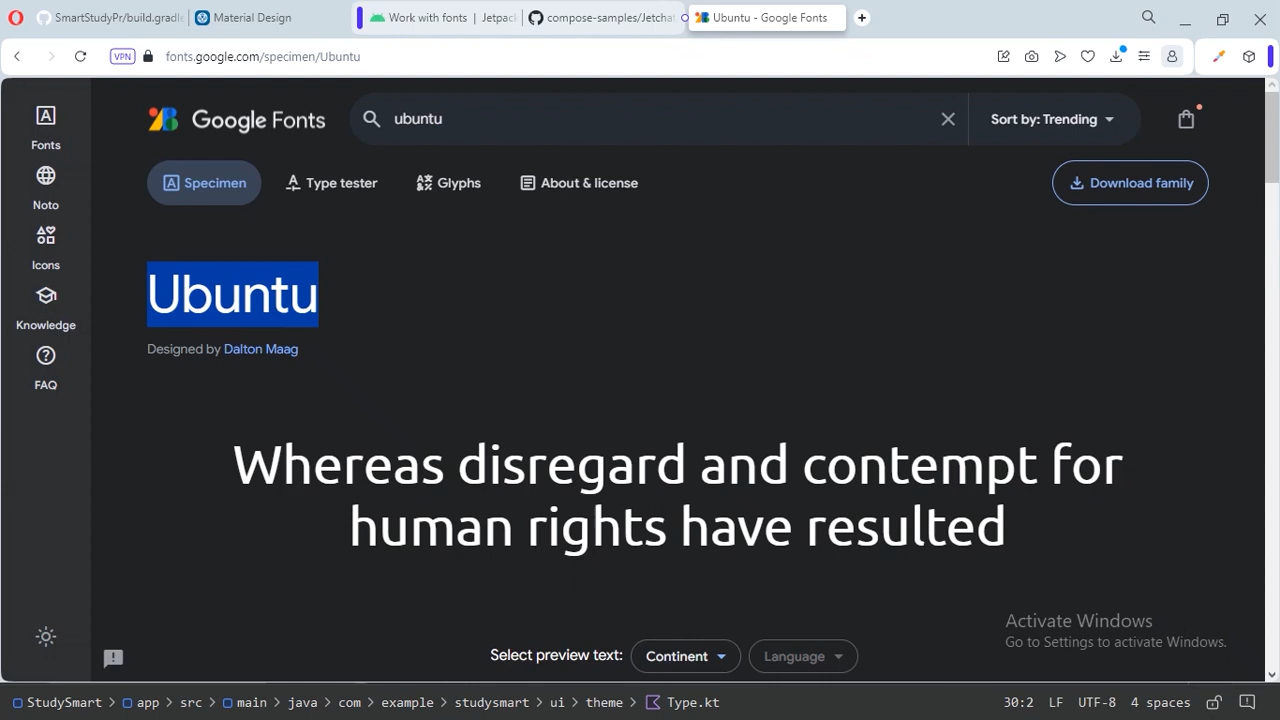 SmartStudyPr/build.gradle
Material Design
Work with fonts | Jetpac
compose-samples/Jetchat
Ubuntu - Google Fonts
VPN
fonts.google.com/specimen/Ubuntu
Google Fonts
ubuntu
Sort by: Trending
Fonts
Noto
Icons
Knowledge
FAQ
Specimen
Type tester
Glyphs
About & license
Download family
Ubuntu
Designed by Dalton Maag
Whereas disregard and contempt for
human rights have resulted
Activate Windows
Go to Settings to activate Windows.
Select preview text:
Continent
Language
StudySmart
app
src
main
java
com
example
studysmart
ui
theme
Type.kt
30:2
LF
UTF-8
4 spaces